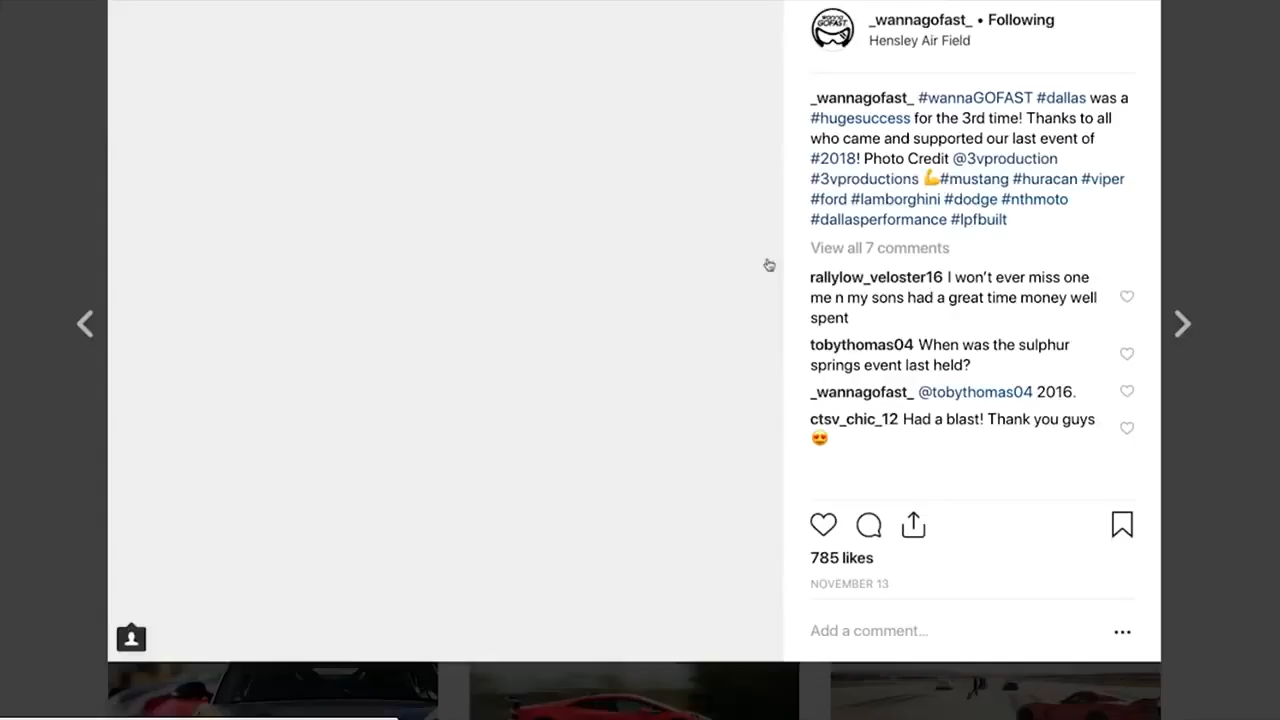 _wannagofast_ • Following
Hensley Air Field
_wannagofast_ #wannaGOFAST #dallas was a
#hugesuccess for the 3rd time! Thanks to all
who came and supported our last event of
#2018! Photo Credit @3vproduction
#3vproductions 💪#mustang #huracan #viper
#ford #lamborghini #dodge #nthmoto
#dallasperformance #lpfbuilt
View all 7 comments
rallylow_veloster16 I won't ever miss one
me n my sons had a great time money well
spent
tobythomas04 When was the sulphur
springs event last held?
_wannagofast_ @tobythomas04 2016.
ctsv_chic_12 Had a blast! Thank you guys
😍
785 likes
NOVEMBER 13
Add a comment...